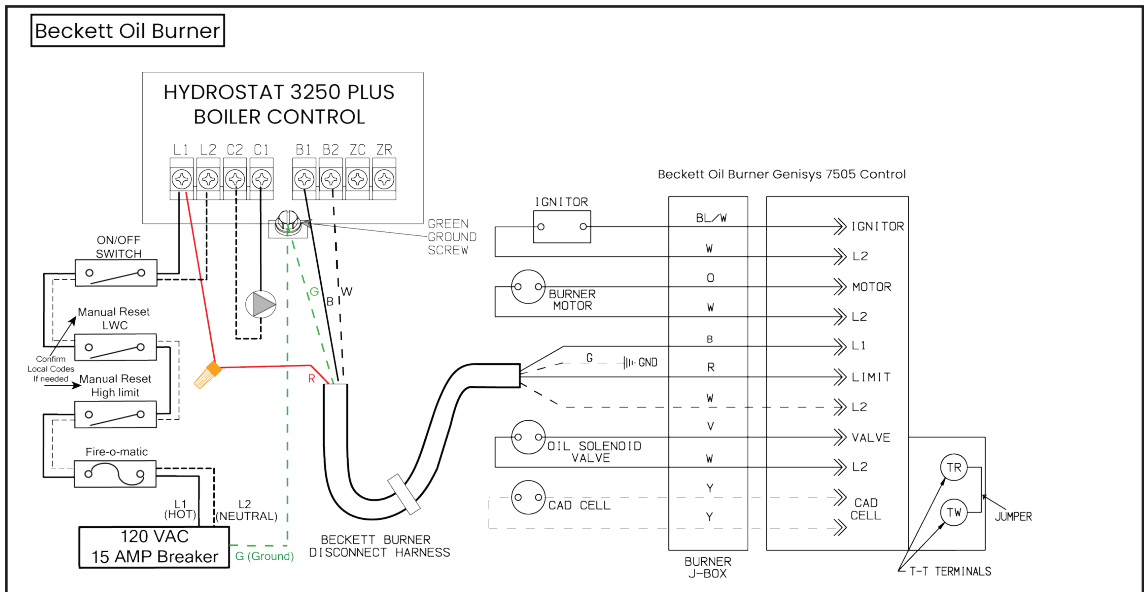 Beckett Oil Burner
HYDROSTAT 3250 PLUS
BOILER CONTROL
L1 L2 C2 C1 B1 B2 ZC ZR
GREEN
GROUND
SCREW
ON/OFF
SWITCH
Manual Reset
LWC
Confirm
Local Codes
If needed
Manual Reset
High limit
Fire-o-matic
L1
(HOT)
L2
(NEUTRAL)
120 VAC
15 AMP Breaker
G (Ground)
G
B
W
R
BECKETT BURNER
DISCONNECT HARNESS
Beckett Oil Burner Genisys 7505 Control
IGNITOR
BL/W
IGNITOR
W
L2
BURNER
MOTOR
O
MOTOR
W
L2
B
L1
G
GND
R
LIMIT
W
L2
OIL SOLENOID
VALVE
V
VALVE
W
L2
CAD CELL
Y
CAD
CELL
Y
TR
TW
JUMPER
T-T TERMINALS
BURNER
J-BOX